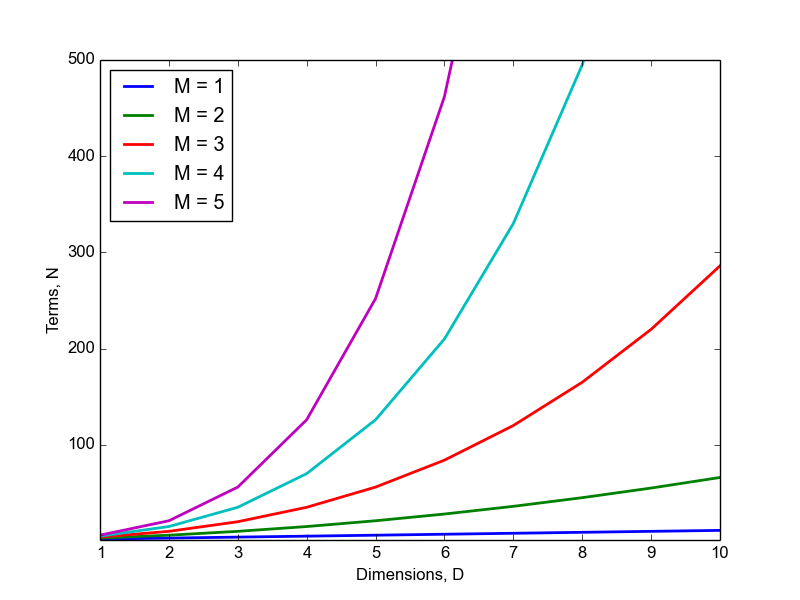 500
400
300
200
100
Terms, N
M = 1
M = 2
M = 3
M = 4
M = 5
1 2 3 4 5 6 7 8 9 10
Dimensions, D